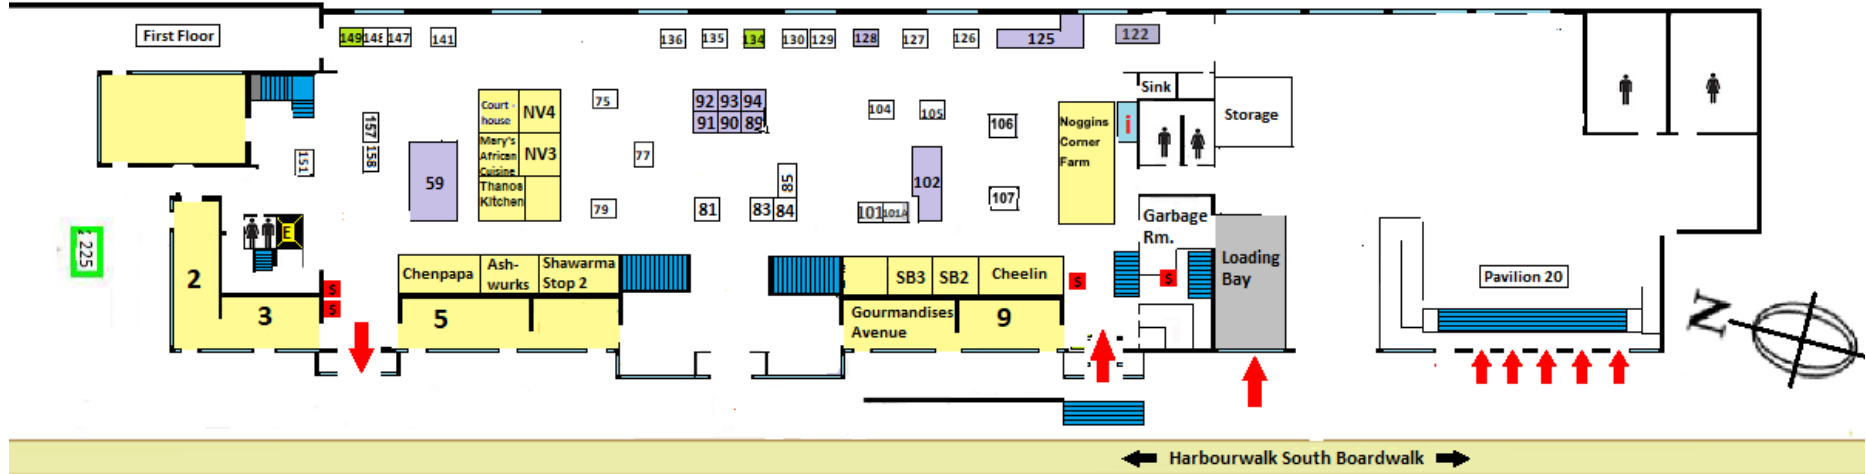 First Floor
149 148 147 141 136 135 134 130 129 128 127 126 125 122
Court-
house
NV4
Mary's
African
Cuisine
NV3
Thanos
Kitchen
59
75
77
79
92 93 94
91 90 89
81
83 84
85
104
105
101 101A
102
106
107
Noggins
Corner
Farm
i
Sink
Storage
157
158
151
225
2
3
E
$
$
Chenpapa
Ash-
wurks
Shawarma
Stop 2
5
SB3
SB2
Cheelin
$
Gourmandises
Avenue
9
Garbage
Rm.
$
Loading
Bay
Pavilion 20
N
Harbourwalk South Boardwalk